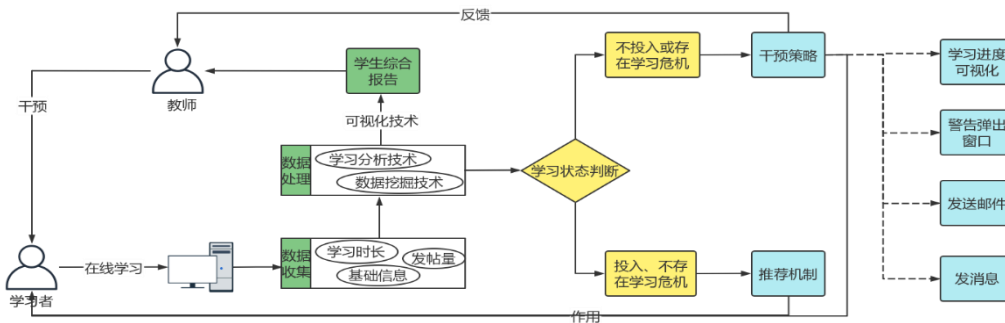 反馈
学生综合
报告
不投入或存
在学习危机
干预策略
学习进度
可视化
教师
干预
可视化技术
警告弹出
窗口
数据
处理
学习分析技术
数据挖掘技术
学习状态判断
发送邮件
数据
收集
学习时长
发帖量
基础信息
在线学习
学习者
投入、不存
在学习危机
推荐机制
发消息
作用